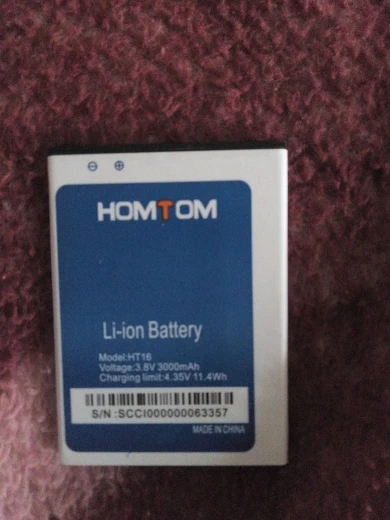 ⊖ ⊕
HOMTOM
Li-ion Battery
Model:HT16
Voltage:3.8V 3000mAh
Charging limit:4.35V 11.4Wh
S/N :SCCI000000063357
MADE IN CHINA